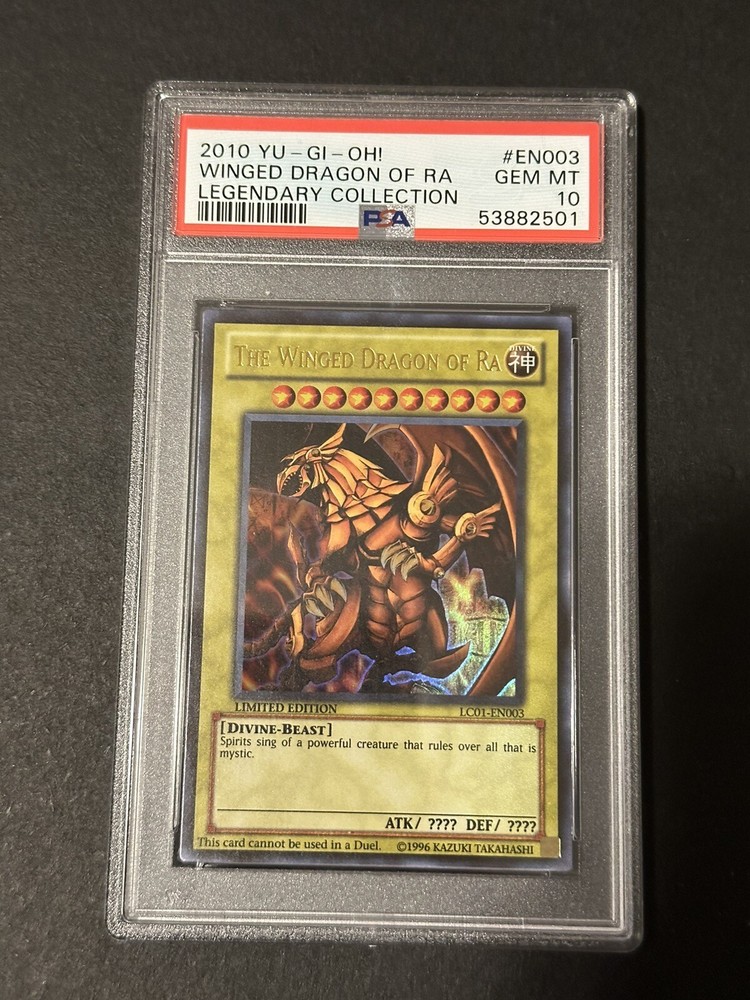 2010 YU-GI-OH! #EN003
WINGED DRAGON OF RA GEM MT
LEGENDARY COLLECTION 10
PSA 53882501
THE WINGED DRAGON OF RA
DIVINE
神
LIMITED EDITION LC01-EN003
[DIVINE-BEAST]
Spirits sing of a powerful creature that rules over all that is
mystic.
ATK/ ???? DEF/ ????
This card cannot be used in a Duel. ©1996 KAZUKI TAKAHASHI